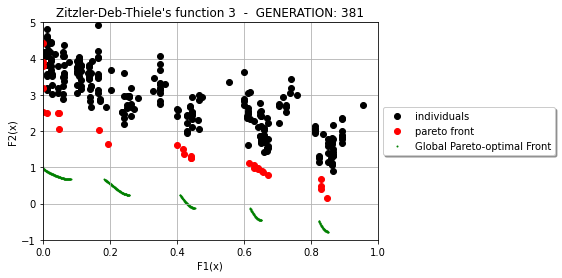 Zitzler-Deb-Thiele's function 3 - GENERATION: 381
5
4
3
2
1
0
−1
F2(x)
0.0 0.2 0.4 0.6 0.8 1.0
F1(x)
individuals
pareto front
Global Pareto-optimal Front